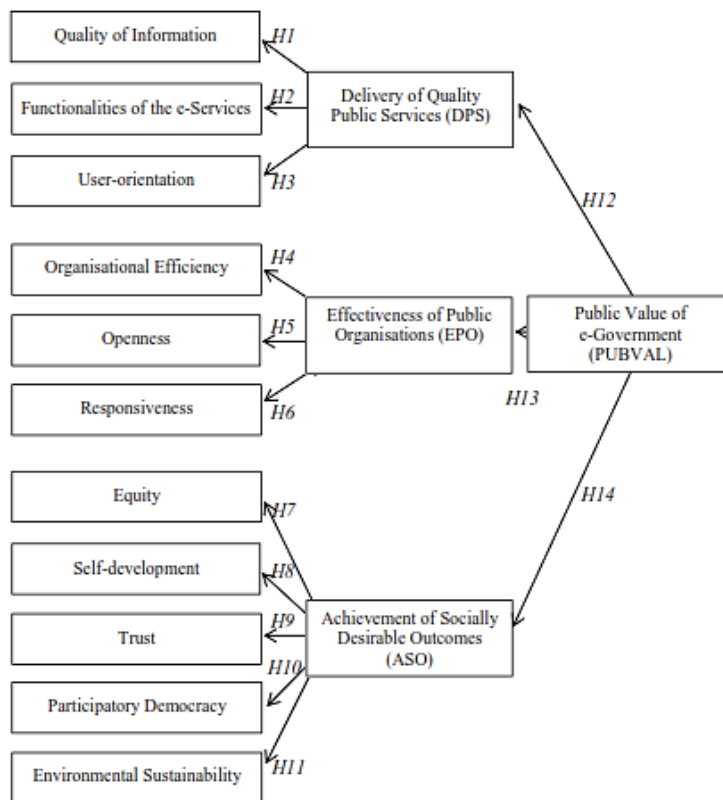 Quality of Information
H1
Functionalities of the e-Services
H2
Delivery of Quality
Public Services (DPS)
User-orientation
H3
H12
Organisational Efficiency
H4
Openness
H5
Effectiveness of Public
Organisations (EPO)
Public Value of
e-Government
(PUBVAL)
Responsiveness
H6
H13
Equity
H7
H14
Self-development
H8
Trust
H9
Achievement of Socially
Desirable Outcomes
(ASO)
H10
Participatory Democracy
Environmental Sustainability
H11